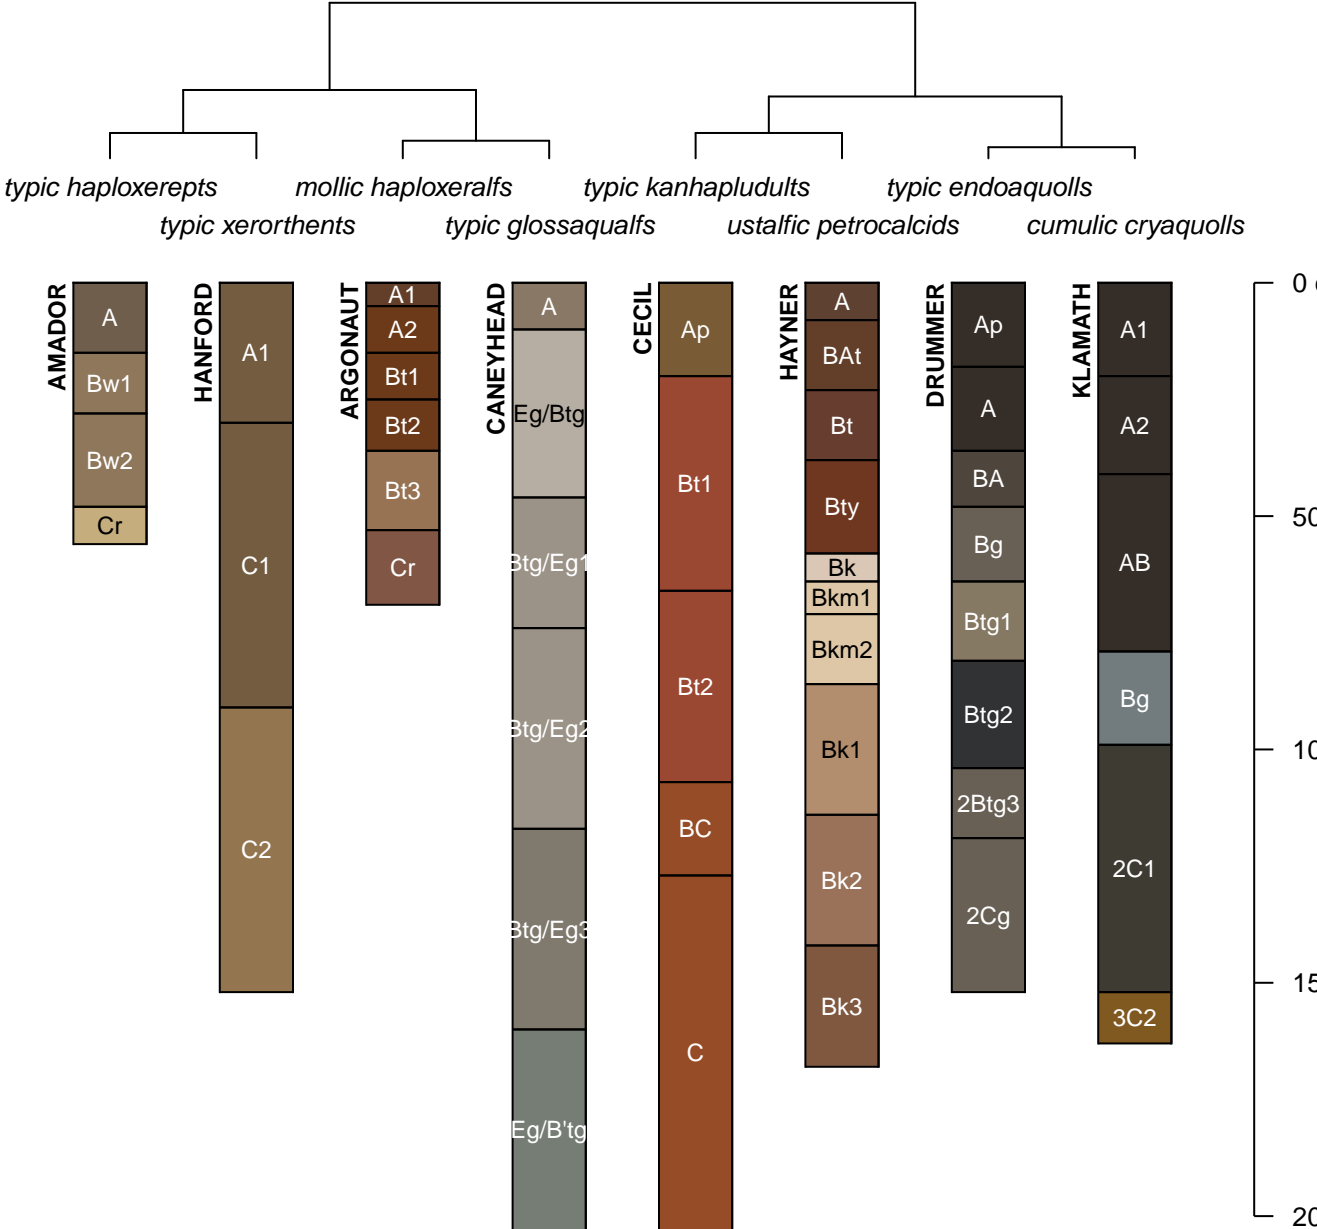 typic haploxerepts
mollic haploxeralfs
typic kanhapludults
typic endoaquolls
typic xerorthents
typic glossaqualfs
ustalfic petrocalcids
cumulic cryaquolls
AMADOR
A
Bw1
Bw2
Cr
HANFORD
A1
C1
C2
ARGONAUT
A1
A2
Bt1
Bt2
Bt3
Cr
CANEYHEAD
A
Eg/Btg
Btg/Eg1
Btg/Eg2
Btg/Eg3
Eg/B'tg
CECIL
Ap
Bt1
Bt2
BC
C
HAYNER
A
BAt
Bt
Bty
Bk
Bkm1
Bkm2
Bk1
Bk2
Bk3
DRUMMER
Ap
A
BA
Bg
Btg1
Btg2
2Btg3
2Cg
KLAMATH
A1
A2
AB
Bg
2C1
3C2
0
50